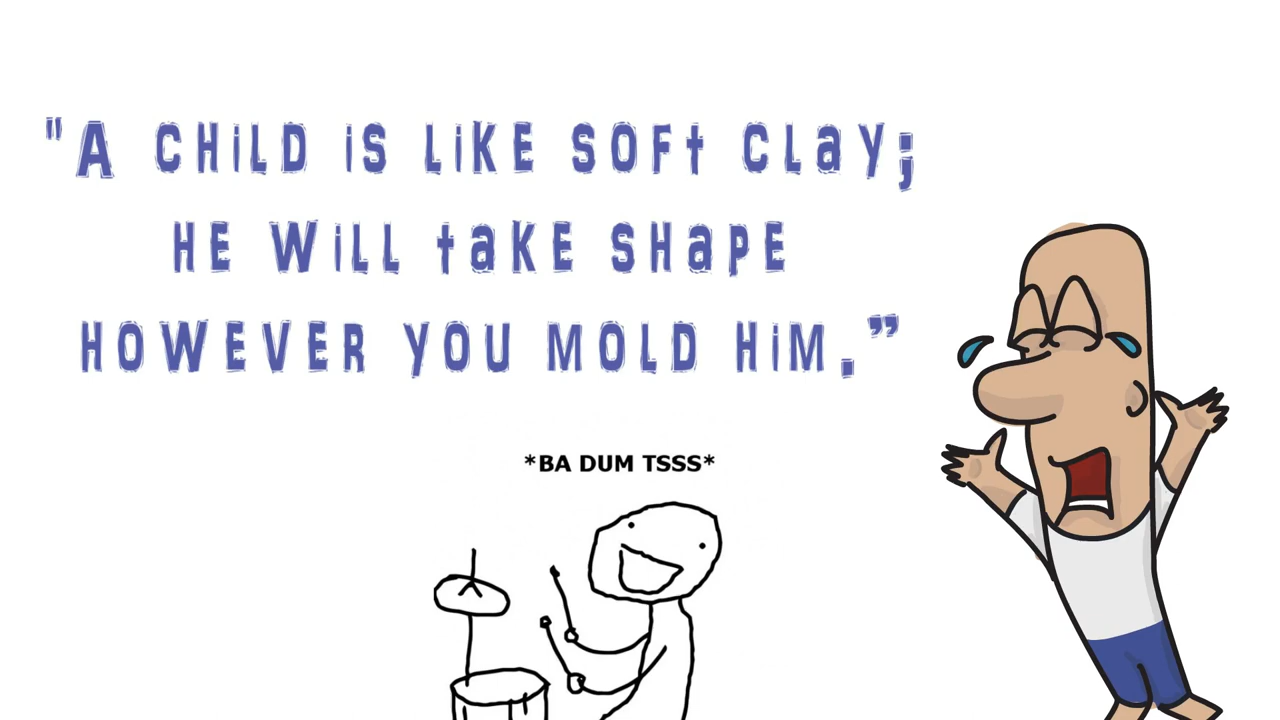 "A CHiLD iS LiKE SOFt CLaY;
HE WiLL taKE SHaPE
HOWEVER YOU MOLD HiM.”
*BA DUM TSSS*